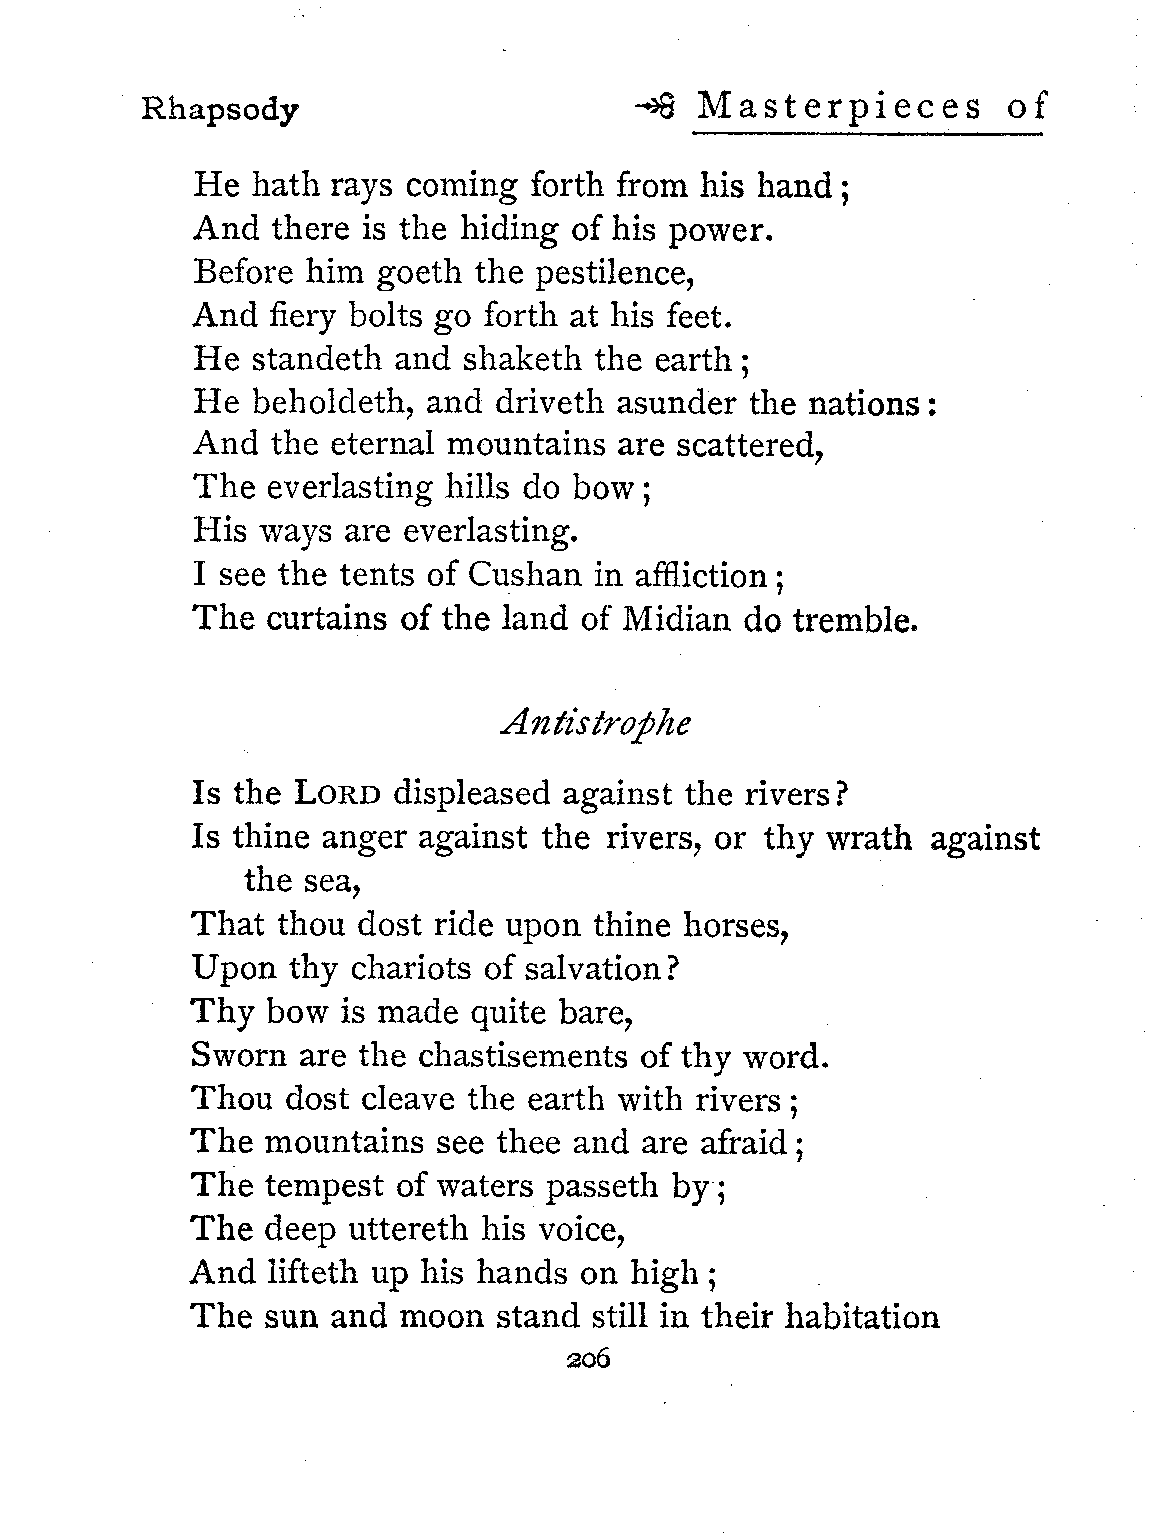 Rhapsody Masterpieces of
He hath rays coming forth from his hand;
And there is the hiding of his power.
Before him goeth the pestilence,
And fiery bolts go forth at his feet.
He standeth and shaketh the earth;
He beholdeth, and driveth asunder the nations:
And the eternal mountains are scattered,
The everlasting hills do bow;
His ways are everlasting.
I see the tents of Cushan in affliction;
The curtains of the land of Midian do tremble.
Antistrophe
Is the LORD displeased against the rivers?
Is thine anger against the rivers, or thy wrath against
the sea,
That thou dost ride upon thine horses,
Upon thy chariots of salvation?
Thy bow is made quite bare,
Sworn are the chastisements of thy word.
Thou dost cleave the earth with rivers;
The mountains see thee and are afraid;
The tempest of waters passeth by;
The deep uttereth his voice,
And lifteth up his hands on high;
The sun and moon stand still in their habitation
206